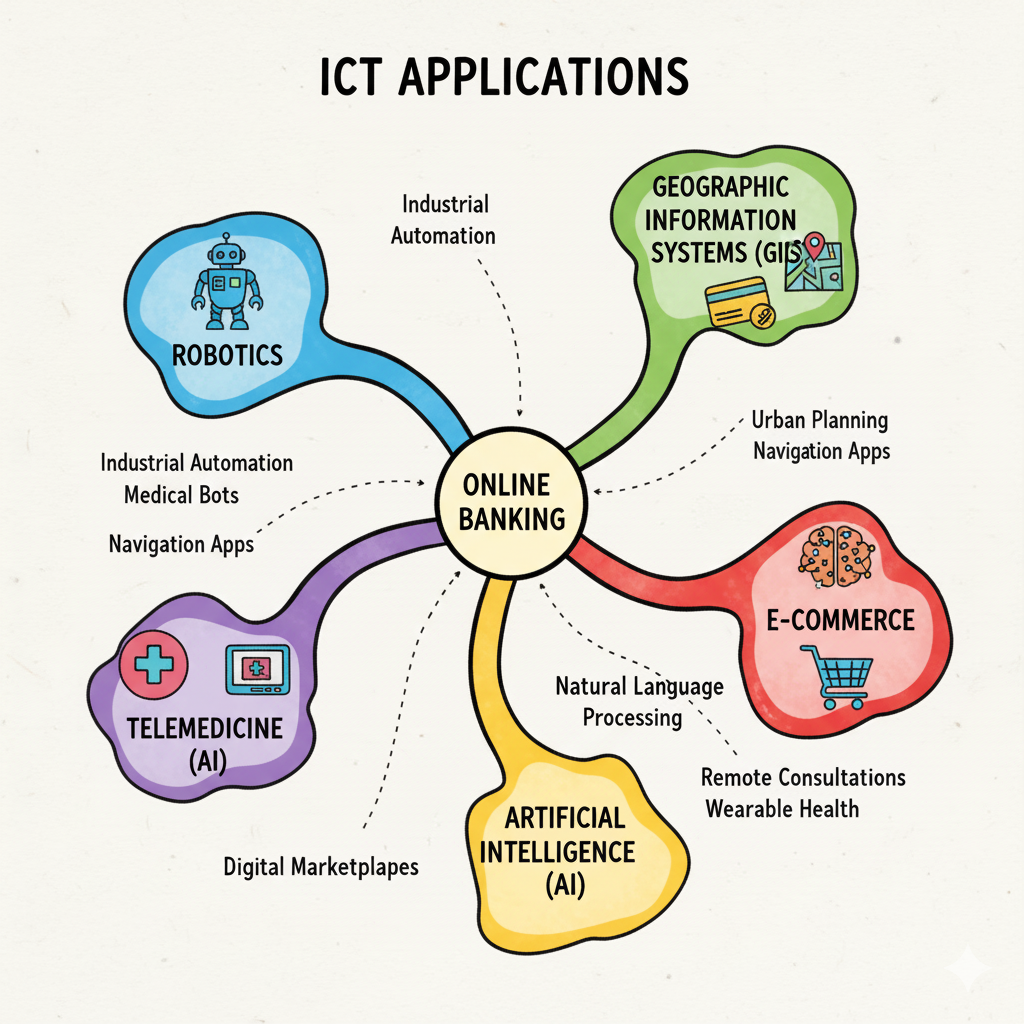 ICT APPLICATIONS
Industrial
Automation
GEOGRAPHIC
INFORMATION
SYSTEMS (GIS)
ROBOTICS
Urban Planning
Navigation Apps
Industrial Automation
Medical Bots
Navigation Apps
ONLINE
BANKING
E-COMMERCE
Natural Language
Processing
TELEMEDICINE
(AI)
Remote Consultations
Wearable Health
ARTIFICIAL
INTELLIGENCE
(AI)
Digital Marketplapes